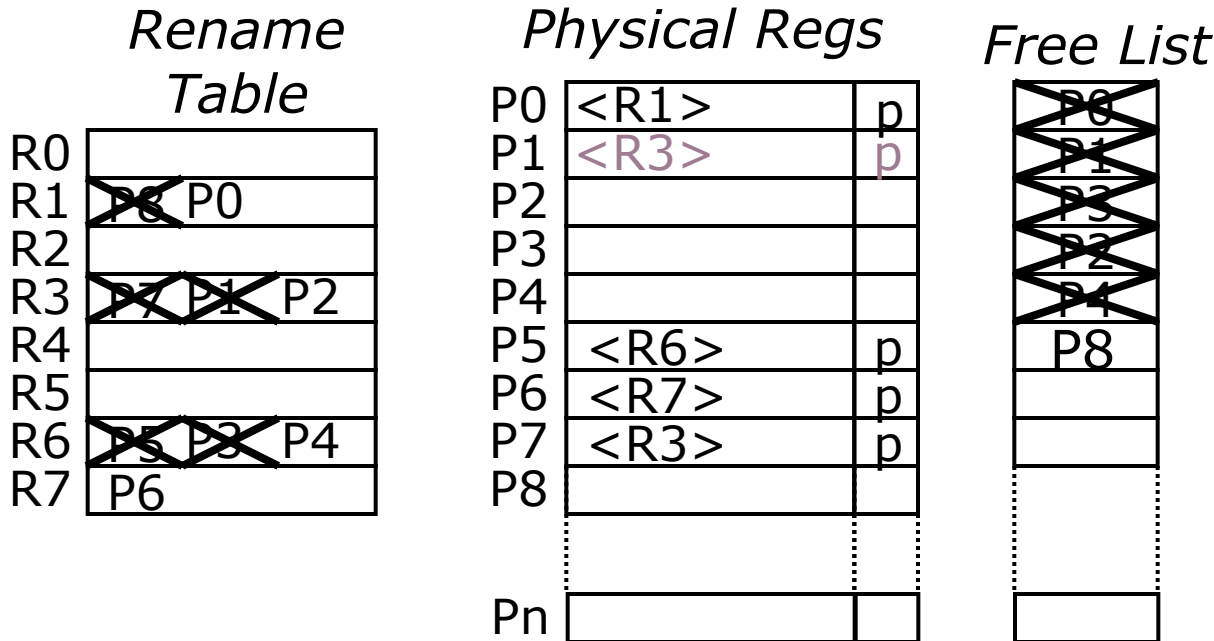 Rename
Table
R0
R1 P8 P0
R2
R3 P7 P1 P2
R4
R5
R6 P5 P3 P4
R7 P6
Physical Regs
P0 <R1> p
P1 <R3> p
P2
P3
P4
P5 <R6> p
P6 <R7> p
P7 <R3> p
P8
Pn
Free List
P0
P1
P3
P2
P4
P8